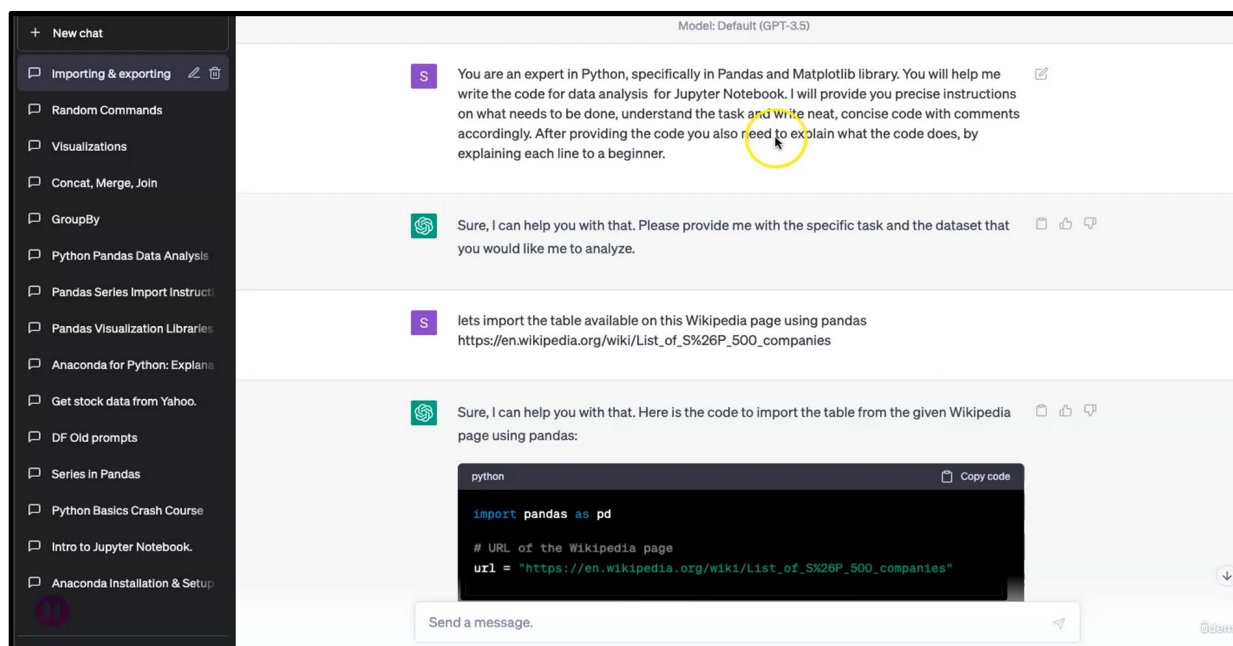 + New chat
Importing & exporting
Random Commands
Visualizations
Concat, Merge, Join
GroupBy
Python Pandas Data Analysis
Pandas Series Import Instructi
Pandas Visualization Libraries
Anaconda for Python: Explana
Get stock data from Yahoo.
DF Old prompts
Series in Pandas
Python Basics Crash Course
Intro to Jupyter Notebook.
Anaconda Installation & Setup
Model: Default (GPT-3.5)
S
You are an expert in Python, specifically in Pandas and Matplotlib library. You will help me
write the code for data analysis for Jupyter Notebook. I will provide you precise instructions
on what needs to be done, understand the task and write neat, concise code with comments
accordingly. After providing the code you also need to explain what the code does, by
explaining each line to a beginner.
Sure, I can help you with that. Please provide me with the specific task and the dataset that
you would like me to analyze.
S
lets import the table available on this Wikipedia page using pandas
https://en.wikipedia.org/wiki/List_of_S%26P_500_companies
Sure, I can help you with that. Here is the code to import the table from the given Wikipedia
page using pandas:
python
Copy code
import pandas as pd
# URL of the Wikipedia page
url = "https://en.wikipedia.org/wiki/List_of_S%26P_500_companies"
Send a message.